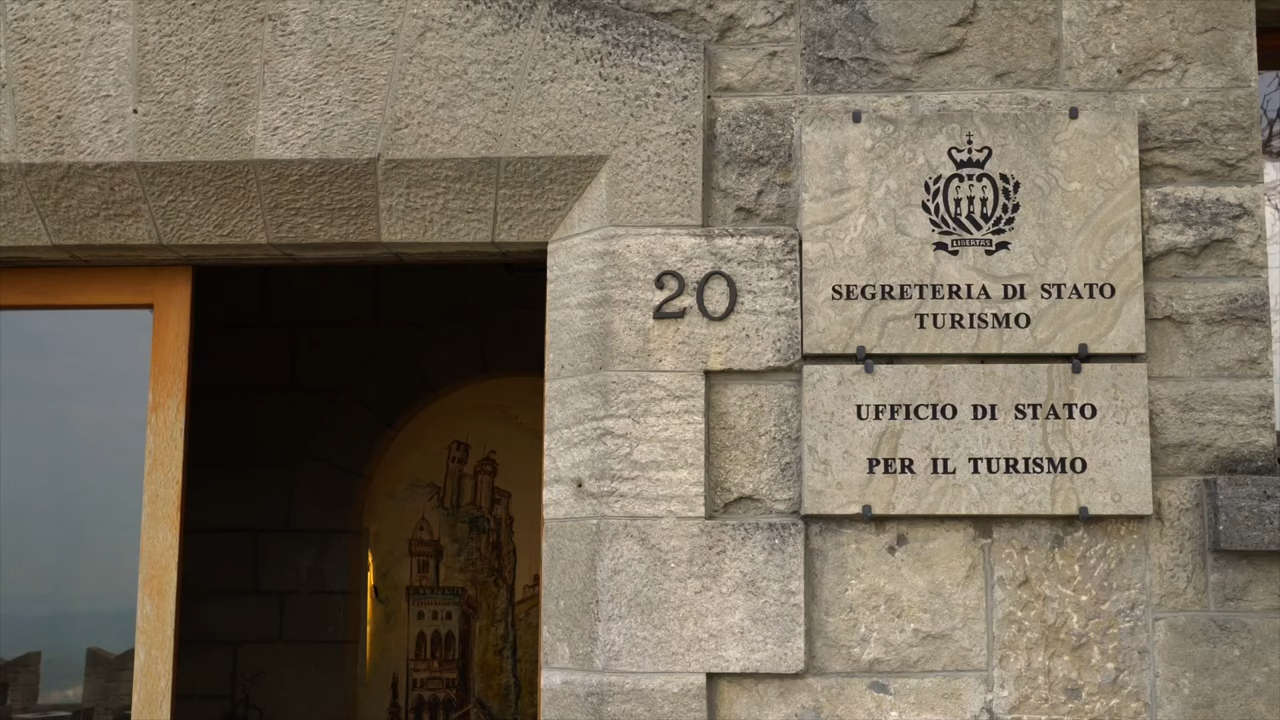 20
LIBERTAS
SEGRETERIA DI STATO
TURISMO
UFFICIO DI STATO
PER IL TURISMO